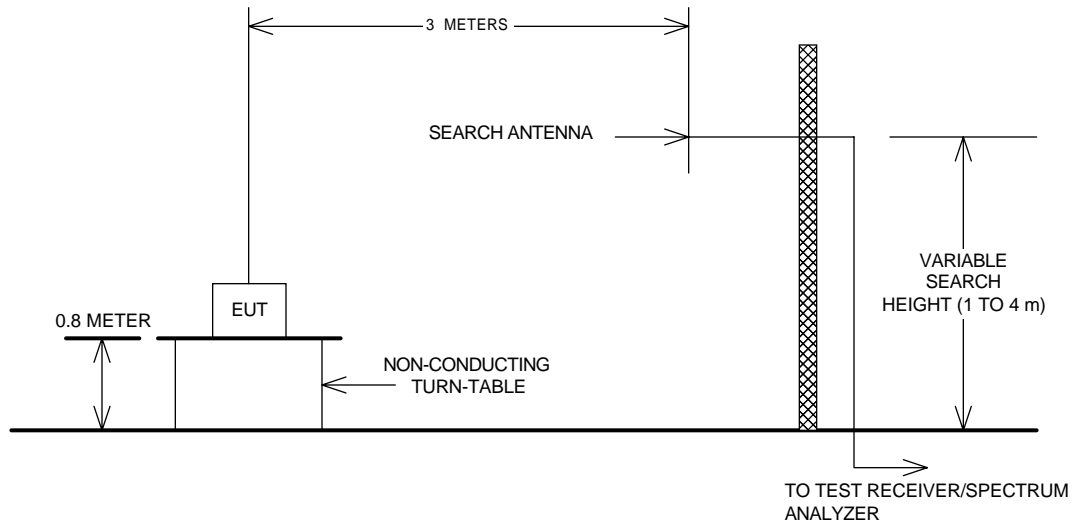 3 METERS
SEARCH ANTENNA
VARIABLE
SEARCH
HEIGHT (1 TO 4 m)
EUT
0.8 METER
NON-CONDUCTING
TURN-TABLE
TO TEST RECEIVER/SPECTRUM
ANALYZER